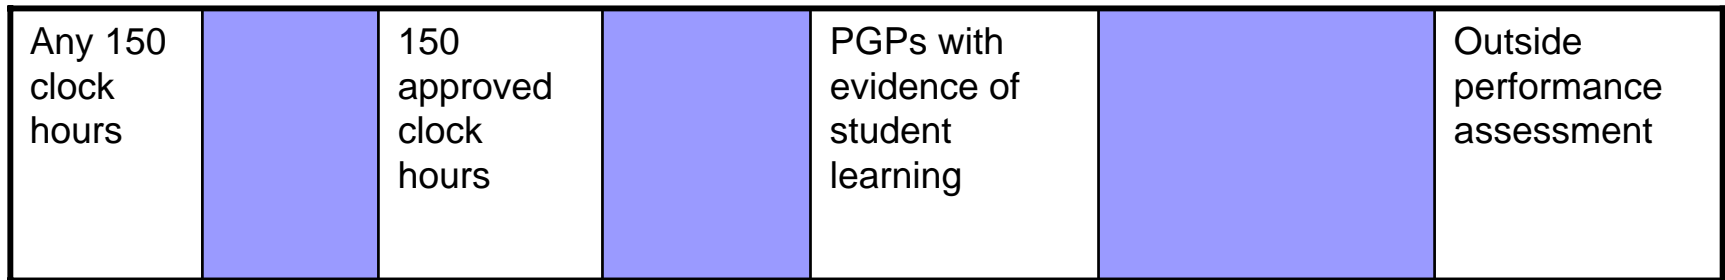 Any 150
clock
hours
150
approved
clock
hours
PGPs with
evidence of
student
learning
Outside
performance
assessment